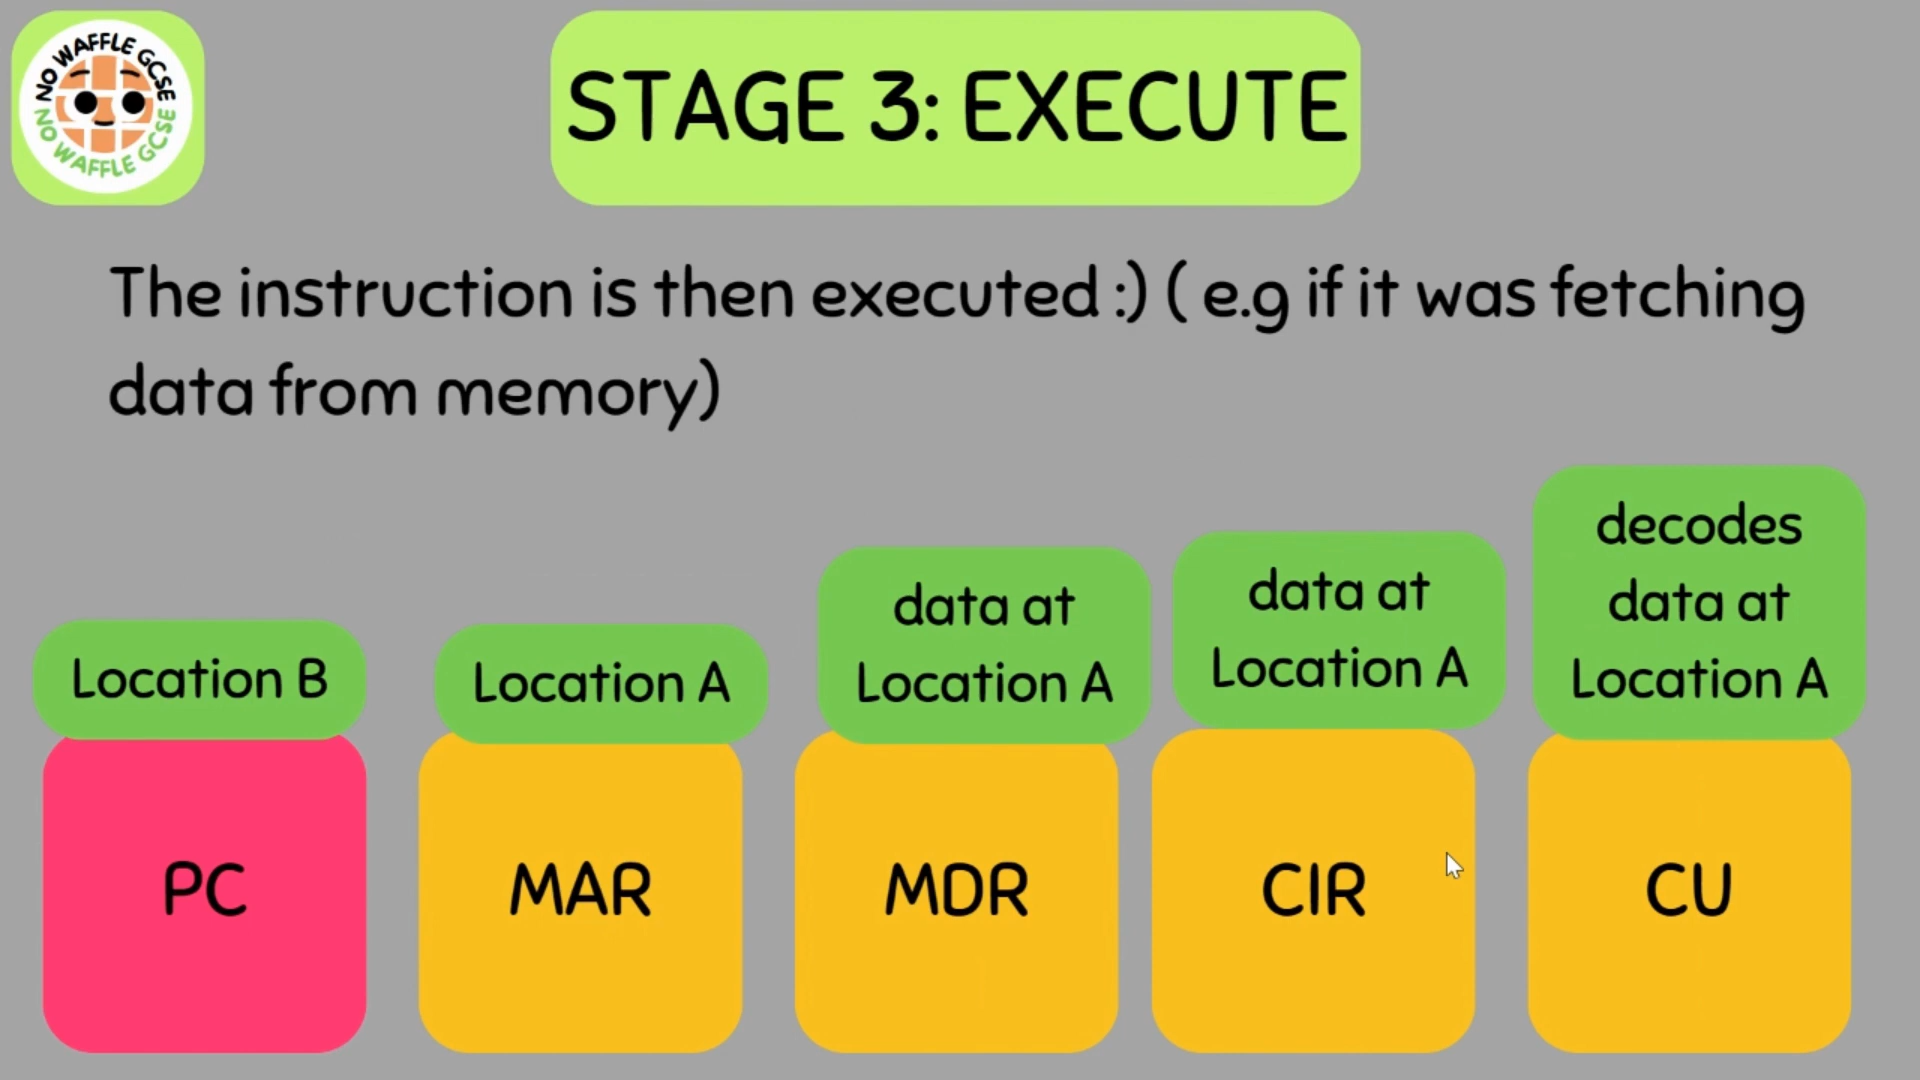 NO WAFFLE GCSE
NO WAFFLE GCSE
STAGE 3: EXECUTE
The instruction is then executed :) ( e.g if it was fetching
data from memory)
Location B
Location A
data at
Location A
data at
Location A
decodes
data at
Location A
PC
MAR
MDR
CIR
CU